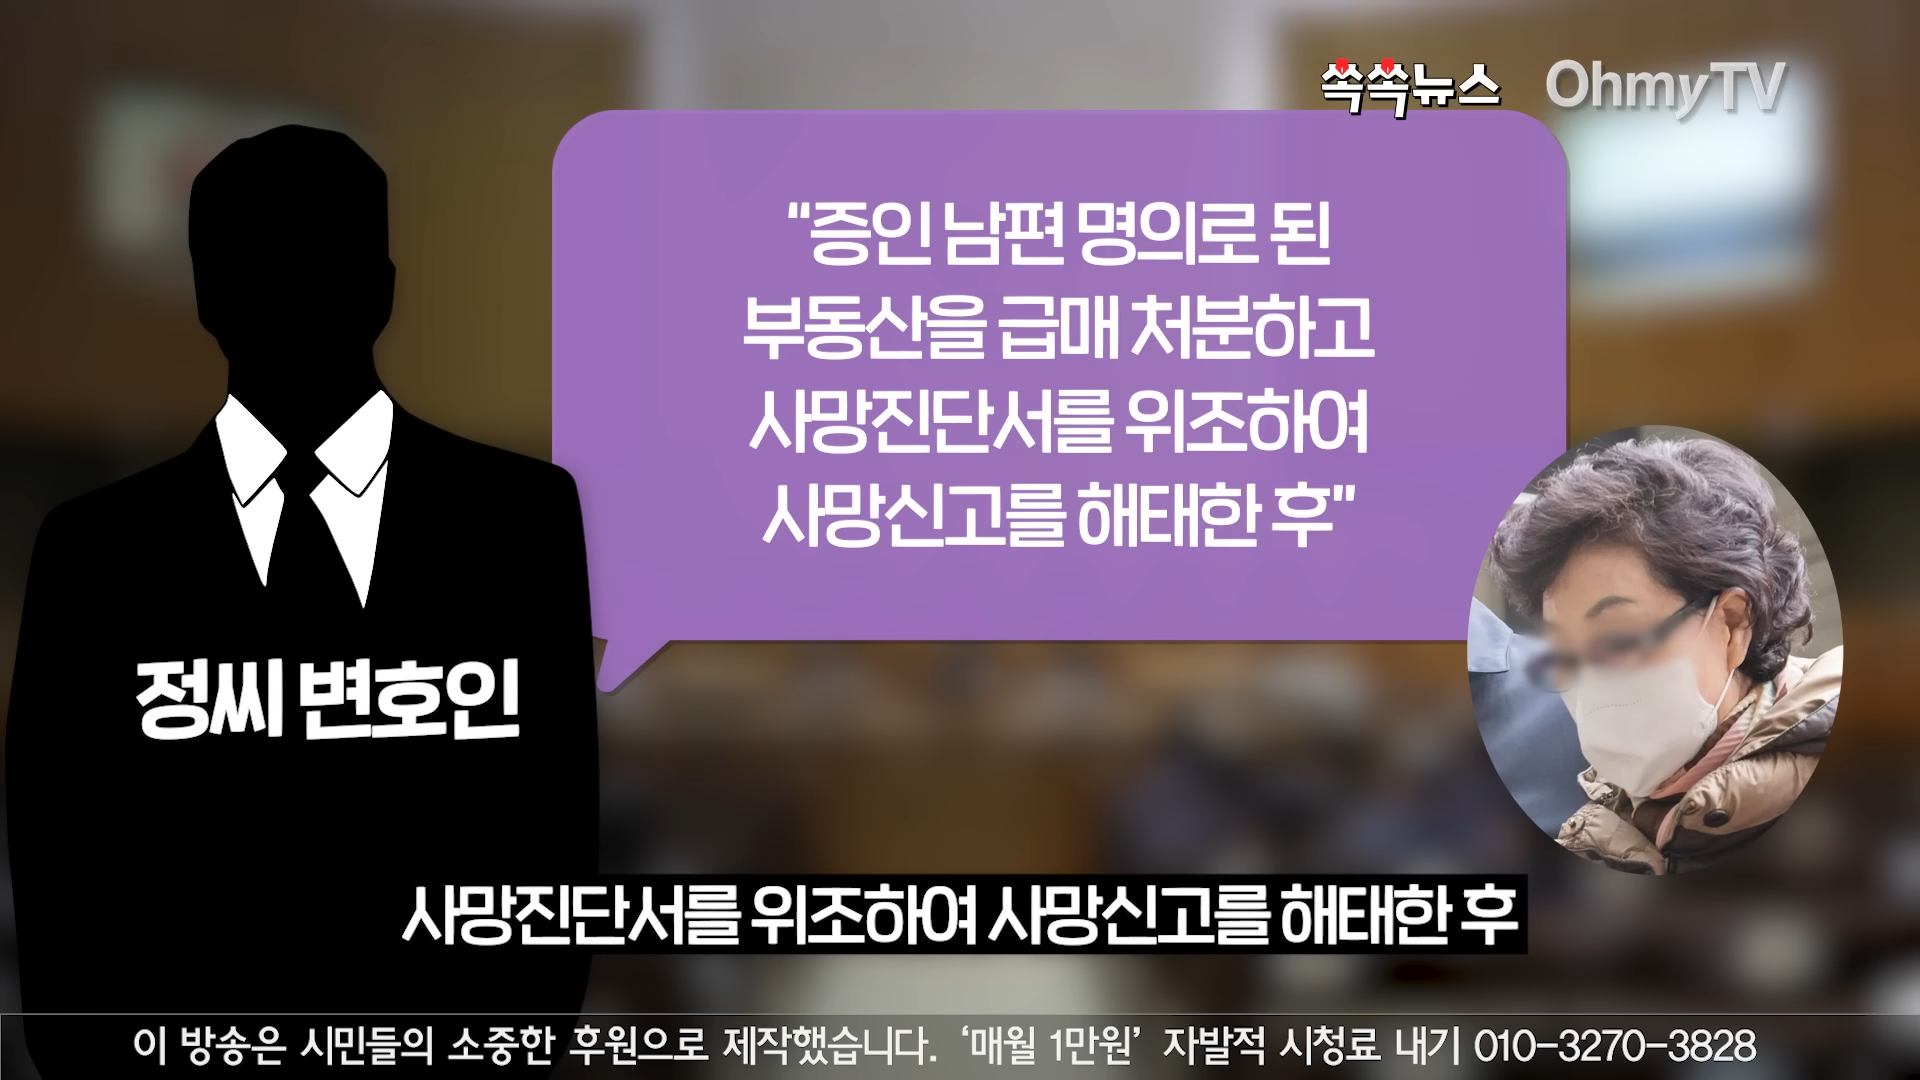 쏙쏙뉴스 OhmyTV
“증인 남편 명의로 된
부동산을 급매 처분하고
사망진단서를 위조하여
사망신고를 해태한 후”
정씨 변호인
사망진단서를 위조하여 사망신고를 해태한 후
이 방송은 시민들의 소중한 후원으로 제작했습니다. ‘매월 1만원’ 자발적 시청료 내기 010-3270-3828